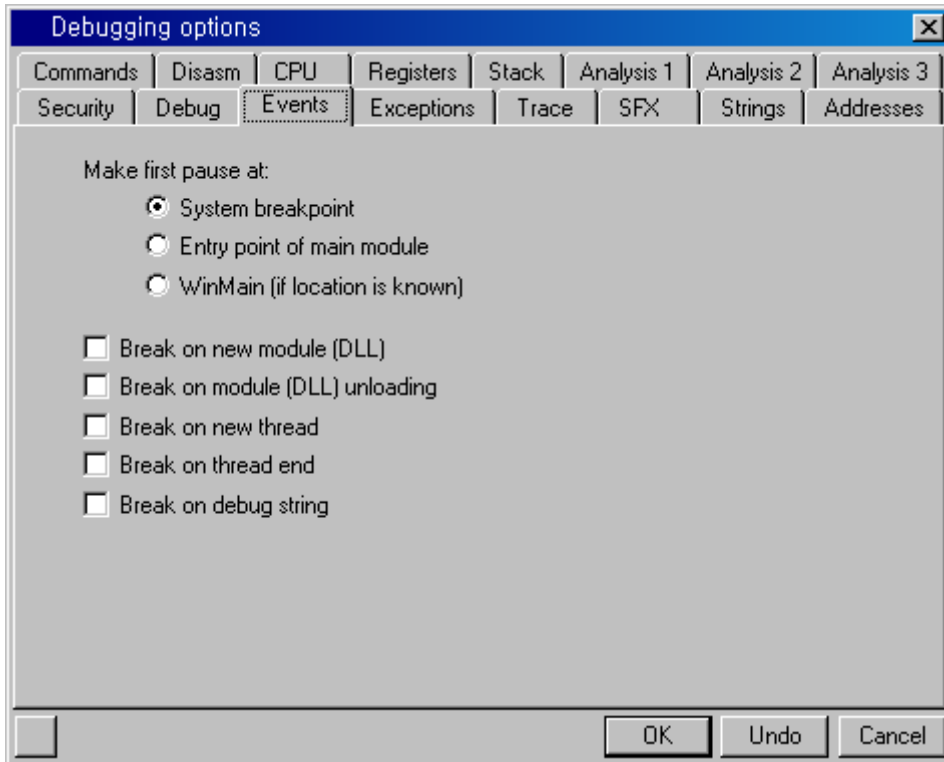 Debugging options
Commands Disasm CPU Registers Stack Analysis 1 Analysis 2 Analysis 3
Security Debug Events Exceptions Trace SFX Strings Addresses
Make first pause at:
System breakpoint
Entry point of main module
WinMain (if location is known)
Break on new module (DLL)
Break on module (DLL) unloading
Break on new thread
Break on thread end
Break on debug string
OK Undo Cancel